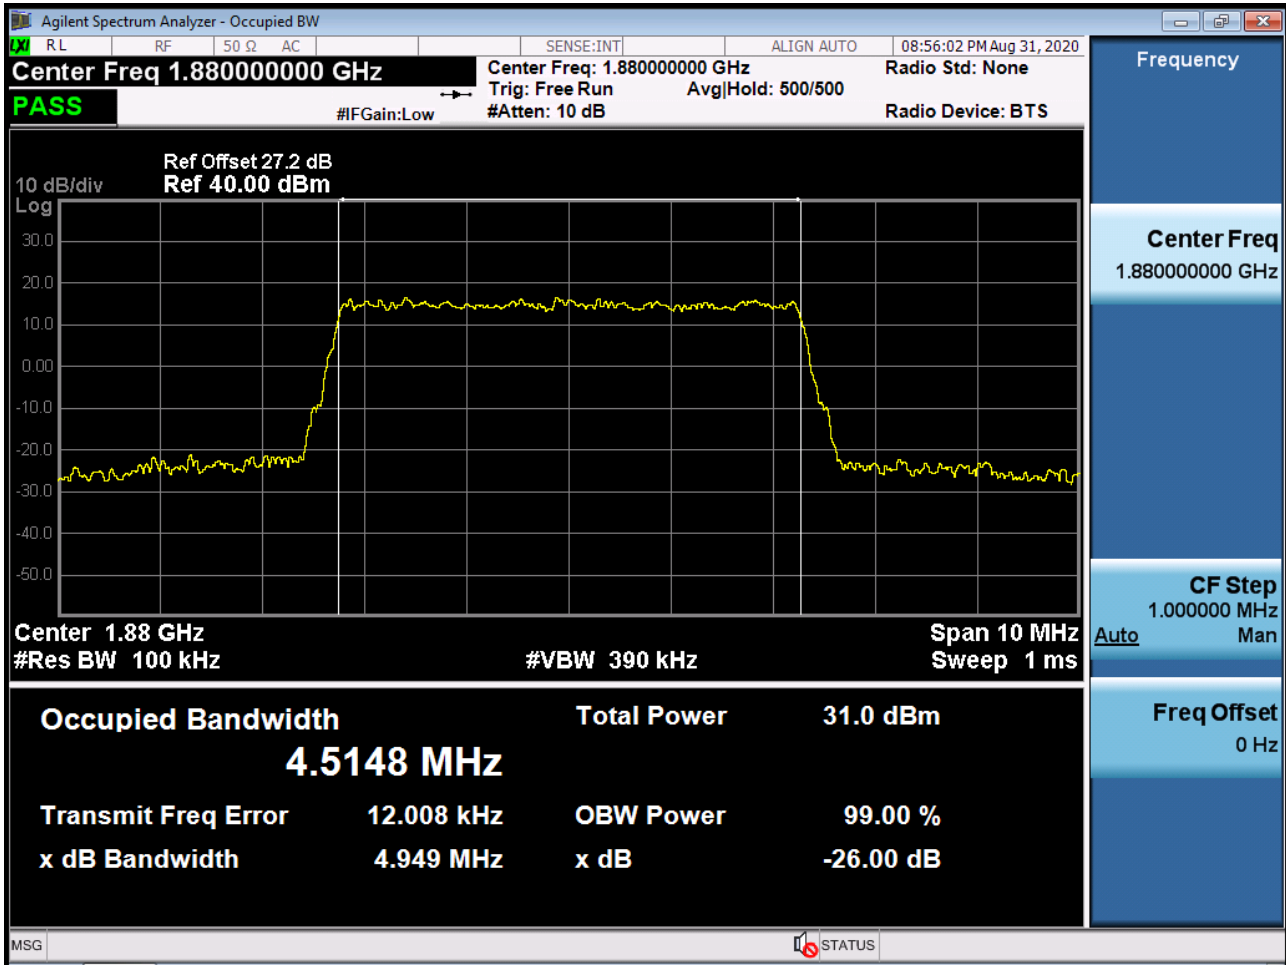 Agilent Spectrum Analyzer - Occupied BW
LXI RL RF 50 Ω AC SENSE:INT ALIGN AUTO 08:56:02 PM Aug 31, 2020
Center Freq 1.880000000 GHz
Center Freq: 1.880000000 GHz
Radio Std: None
Trig: Free Run Avg|Hold: 500/500
PASS
#IFGain:Low
#Atten: 10 dB
Radio Device: BTS
Ref Offset 27.2 dB
10 dB/div Ref 40.00 dBm
Log
30.0
20.0
10.0
0.00
-10.0
-20.0
-30.0
-40.0
-50.0
Center 1.88 GHz Span 10 MHz
#Res BW 100 kHz #VBW 390 kHz Sweep 1 ms
Occupied Bandwidth Total Power 31.0 dBm
4.5148 MHz
Transmit Freq Error 12.008 kHz OBW Power 99.00 %
x dB Bandwidth 4.949 MHz x dB -26.00 dB
MSG STATUS
Frequency
Center Freq
1.880000000 GHz
CF Step
1.000000 MHz
Auto Man
Freq Offset
0 Hz